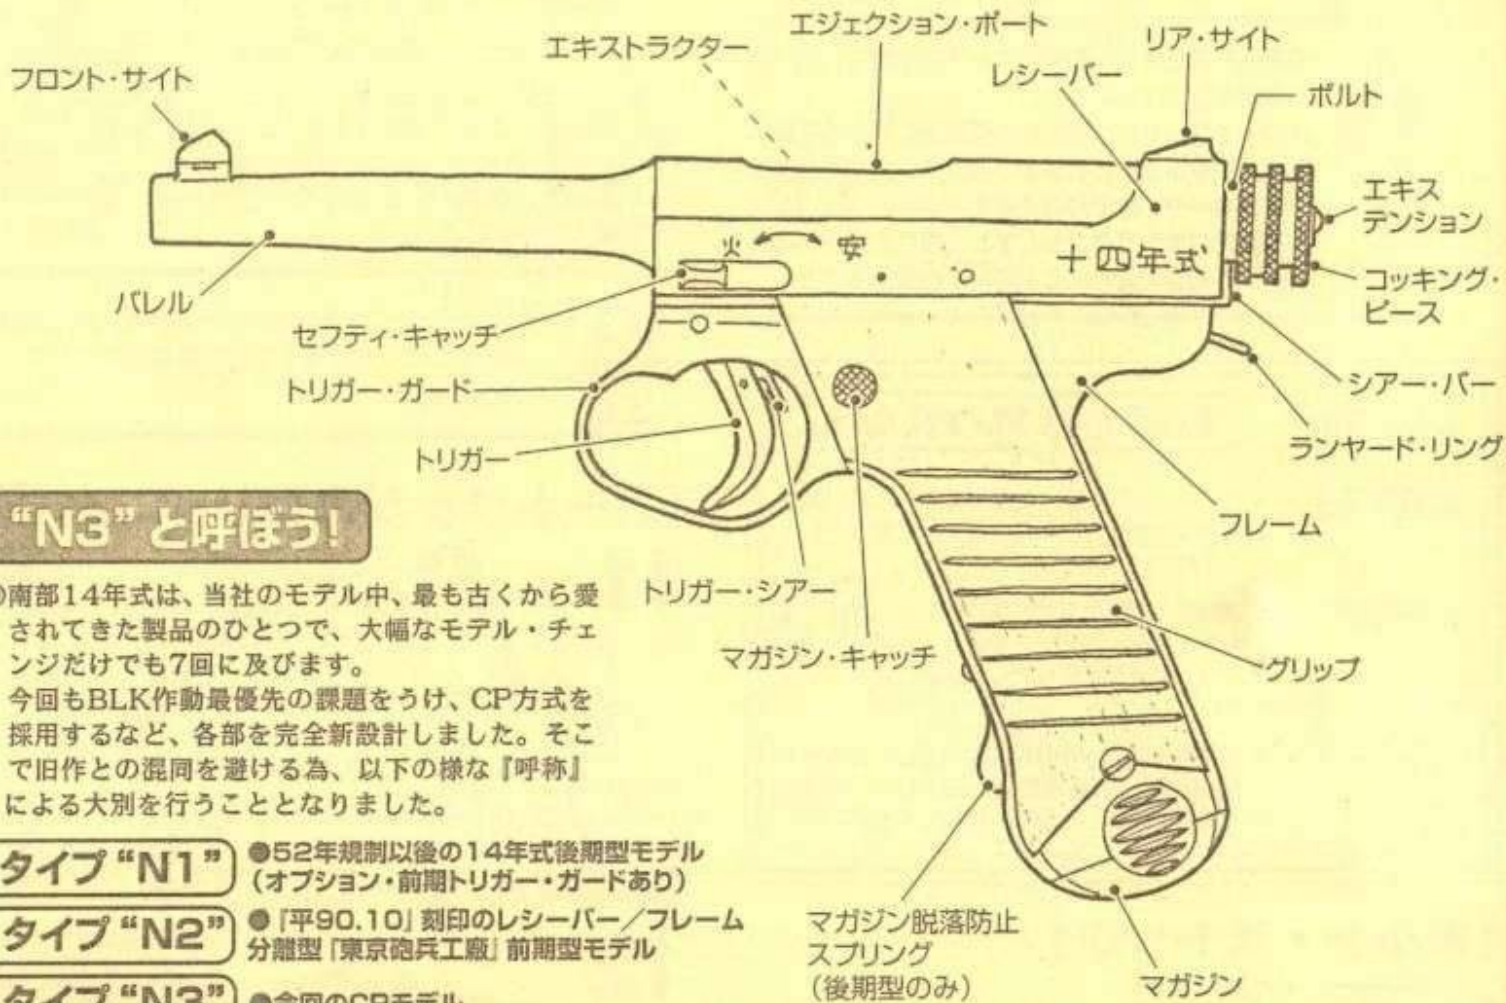 エジェクション・ポート
エキストラクター
リア・サイト
フロント・サイト
レシーバー
ボルト
エキス
テンション
火
安
十四年式
コッキング・
ピース
バレル
セフティ・キャッチ
トリガー・ガード
シアー・バー
トリガー
ランヤード・リング
フレーム
“N3”と呼ぼう!
トリガー・シアー
マガジン・キャッチ
グリップ
南部14年式は、当社のモデル中、最も古くから愛
されてきた製品のひとつで、大幅なモデル・チェ
ンジだけでも7回に及びます。
今回もBLK作動最優先の課題をうけ、CP方式を
採用するなど、各部を完全新設計しました。そこ
で旧作との混同を避ける為、以下の様な『呼称』
による大別を行うこととなりました。
タイプ“N1” ●52年規制以後の14年式後期型モデル
(オプション・前期トリガー・ガードあり)
タイプ“N2” ●『平90.10』刻印のレシーバー/フレーム
分離型『東京砲兵工廠』前期型モデル
タイプ“N3” ●今回のCPモデル
マガジン脱落防止
スプリング
(後期型のみ)
マガジン